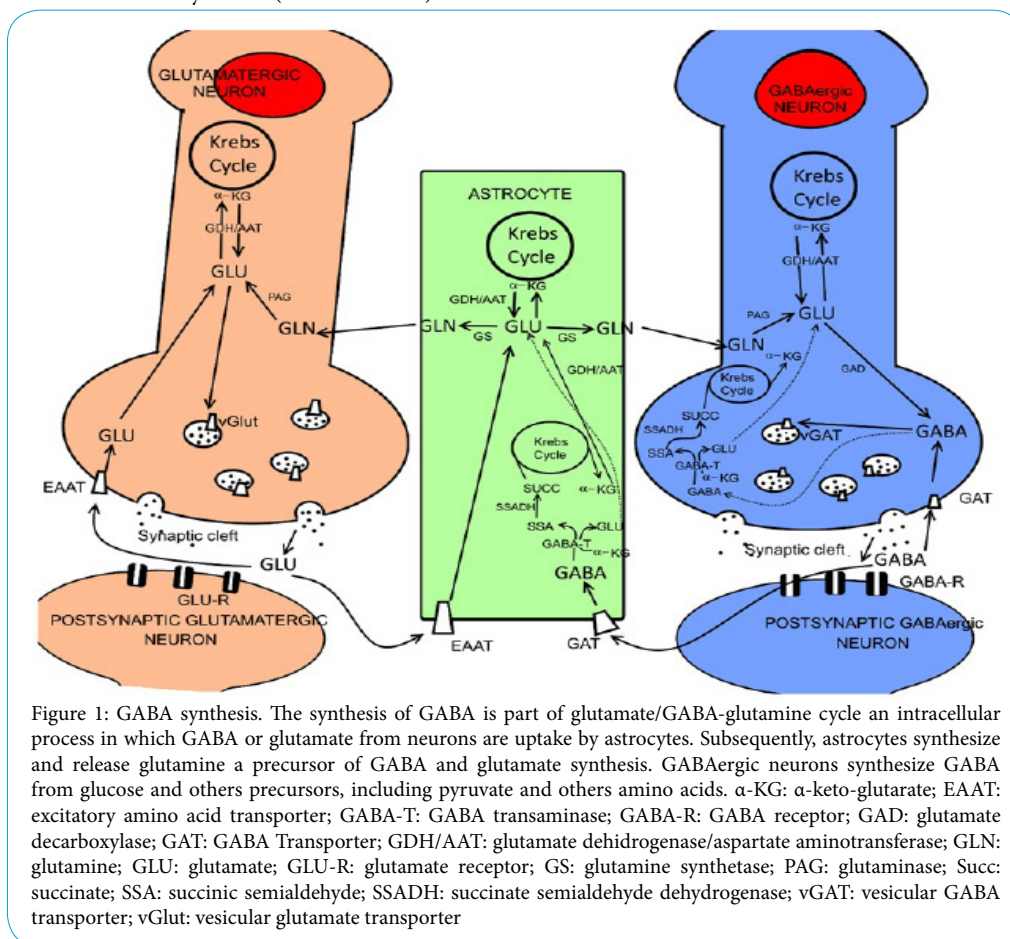 GLUTAMATERGIC
NEURON
Krebs
Cycle
α-KG
GDH/AAT
GLU
PAG
GLN
vGlut
GLU
EAAT
Synaptic cleft
GLU
GLU-R
POSTSYNAPTIC GLUTAMATERGIC
NEURON
ASTROCYTE
Krebs
Cycle
α-KG
GDH/AAT
GLN
GS
GLU
GS
GLN
GDH/AAT
Krebs
Cycle
SUCC
α-KG
SSADH
SSA
GLU
GABA-T
α-KG
GABA
EAAT
GAT
GABAergic
NEURON
Krebs
Cycle
α-KG
GDH/AAT
PAG
GLU
GLN
α-KG
GAD
Krebs
Cycle
SUCC
SSADH
vGAT
GABA
SSA
GLU
GABA-T
α-KG
GABA
GAT
Synaptic cleft
GABA
GABA-R
POSTSYNAPTIC GABAergic
NEURON
Figure 1: GABA synthesis. The synthesis of GABA is part of glutamate/GABA-glutamine cycle an intracellular
process in which GABA or glutamate from neurons are uptake by astrocytes. Subsequently, astrocytes synthesize
and release glutamine a precursor of GABA and glutamate synthesis. GABAergic neurons synthesize GABA
from glucose and others precursors, including pyruvate and others amino acids. α-KG: α-keto-glutarate; EAAT:
excitatory amino acid transporter; GABA-T: GABA transaminase; GABA-R: GABA receptor; GAD: glutamate
decarboxylase; GAT: GABA Transporter; GDH/AAT: glutamate dehidrogenase/aspartate aminotransferase; GLN:
glutamine; GLU: glutamate; GLU-R: glutamate receptor; GS: glutamine synthetase; PAG: glutaminase; Succ:
succinate; SSA: succinic semialdehyde; SSADH: succinate semialdehyde dehydrogenase; vGAT: vesicular GABA
transporter; vGlut: vesicular glutamate transporter